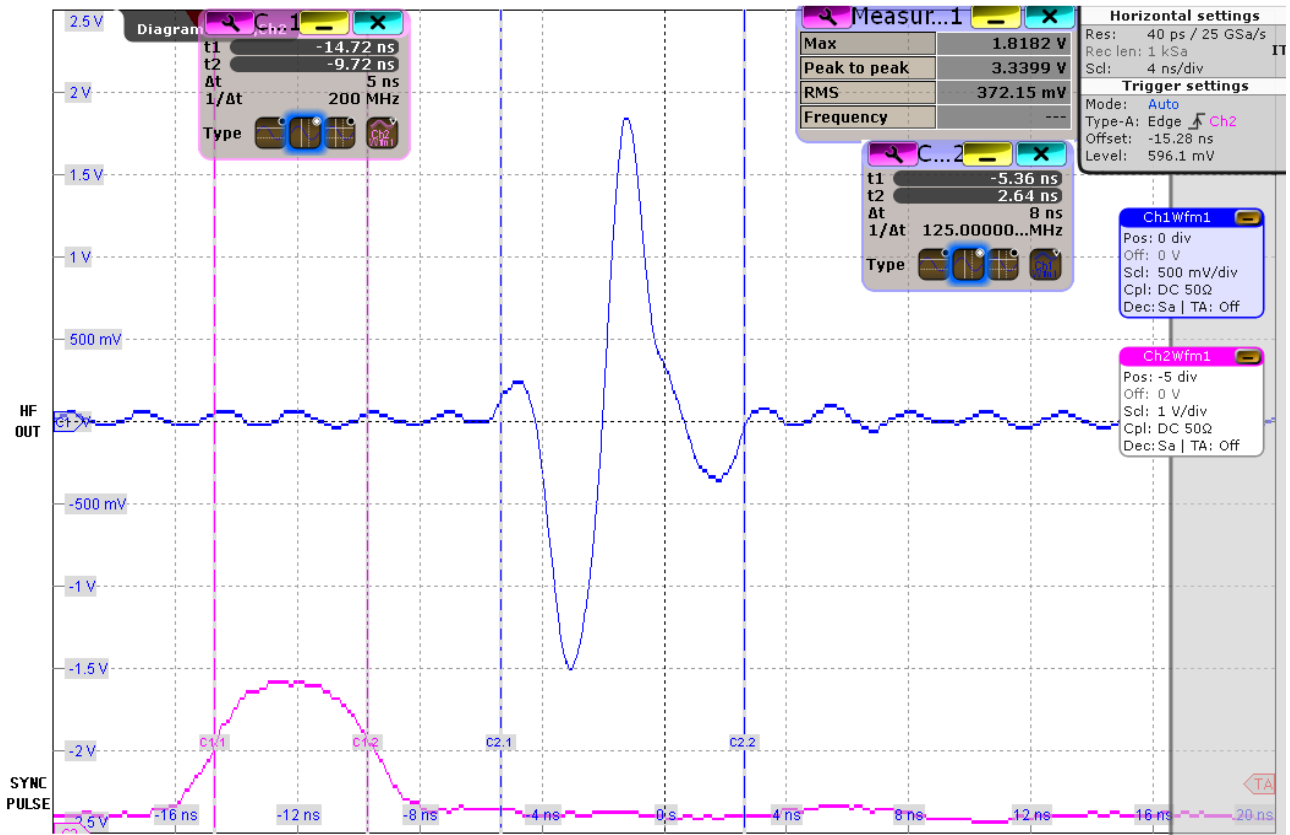 2.5 V
Diagram
,Ch2
C...1
t1 -14.72 ns
t2 -9.72 ns
Δt 5 ns
1/Δt 200 MHz
Type
Ch2
Wfm1
Measur...1
Max 1.8182 V
Peak to peak 3.3399 V
RMS 372.15 mV
Frequency ---
C...2
t1 -5.36 ns
t2 2.64 ns
Δt 8 ns
1/Δt 125.00000...MHz
Type
Ch1
Wfm1
Horizontal settings
Res: 40 ps / 25 GSa/s
Rec len: 1 kSa
Scl: 4 ns/div
IT
Trigger settings
Mode: Auto
Type-A: Edge Ch2
Offset: -15.28 ns
Level: 596.1 mV
Ch1Wfm1
Pos: 0 div
Off: 0 V
Scl: 500 mV/div
Cpl: DC 50Ω
Dec: Sa | TA: Off
Ch2Wfm1
Pos: -5 div
Off: 0 V
Scl: 1 V/div
Cpl: DC 50Ω
Dec: Sa | TA: Off
2 V
1.5 V
1 V
500 mV
HF
OUT
C1
V
-500 mV
-1 V
-1.5 V
-2 V
C1.1
C1.2
C2.1
C2.2
SYNC
PULSE
TA
-2.5 V
-16 ns
-12 ns
-8 ns
-4 ns
0 s
4 ns
8 ns
12 ns
16 ns
20 ns